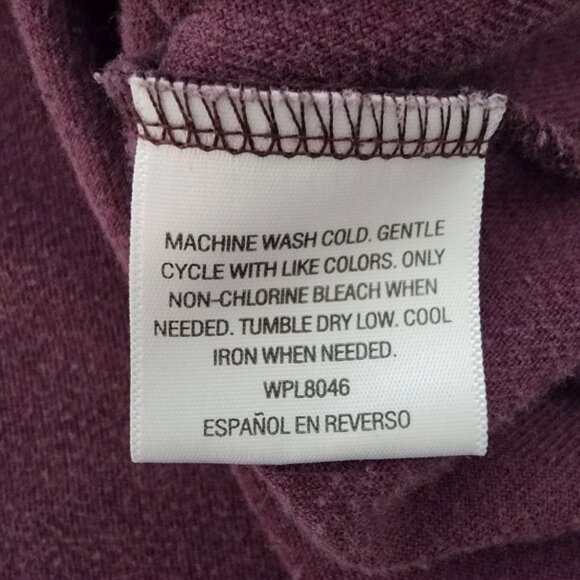 MACHINE WASH COLD. GENTLE
CYCLE WITH LIKE COLORS. ONLY
NON-CHLORINE BLEACH WHEN
NEEDED. TUMBLE DRY LOW. COOL
IRON WHEN NEEDED.
WPL8046
ESPAÑOL EN REVERSO